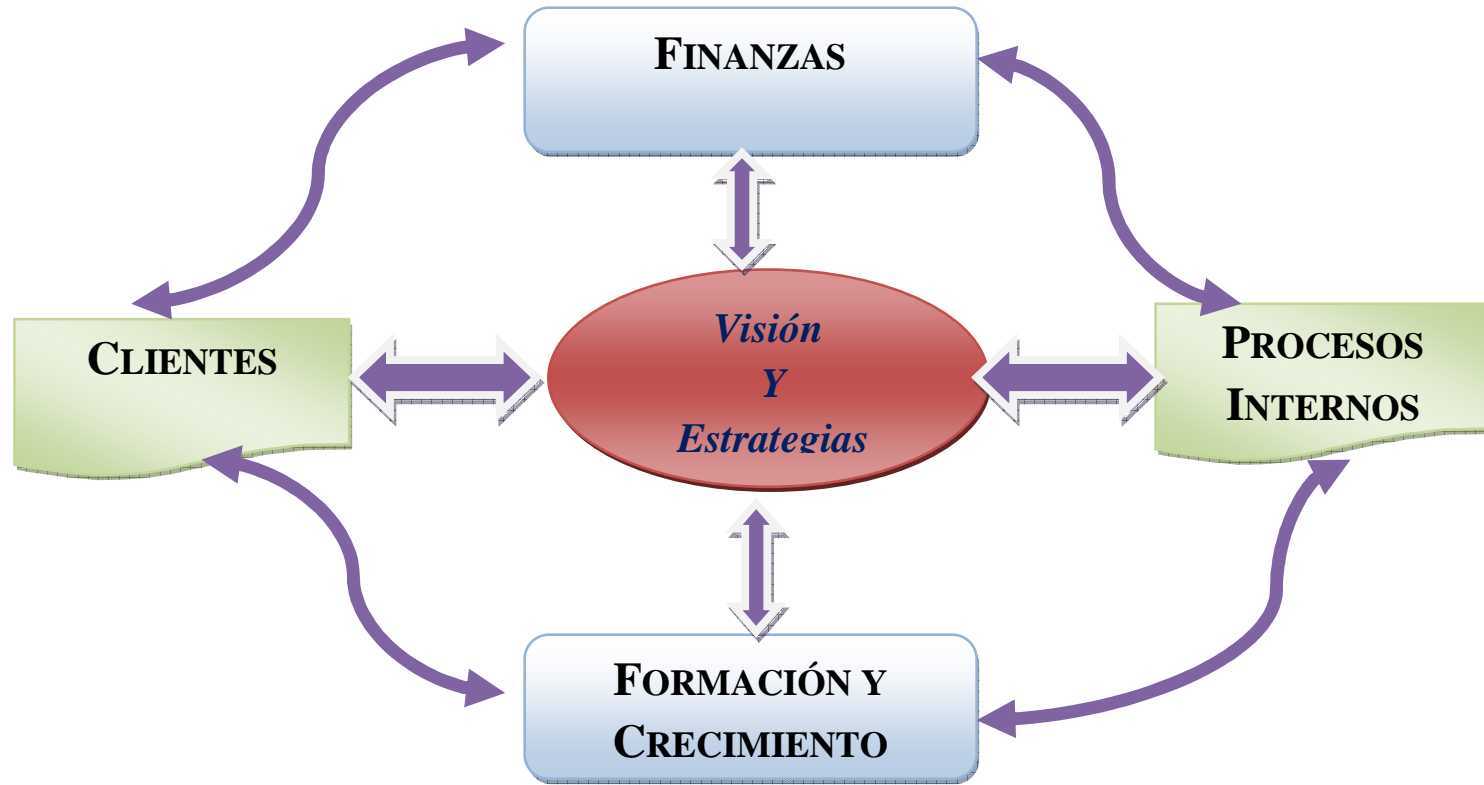 FINANZAS
CLIENTES
Visión
Y
Estrategias
PROCESOS
INTERNOS
FORMACIÓN Y
CRECIMIENTO